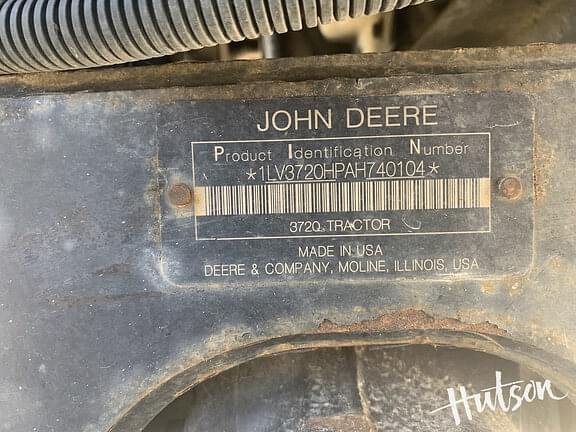 JOHN DEERE
Product Identification Number
*1LV3720HPAH740104*
3720 TRACTOR
MADE IN USA
DEERE & COMPANY, MOLINE, ILLINOIS, USA
Hutson